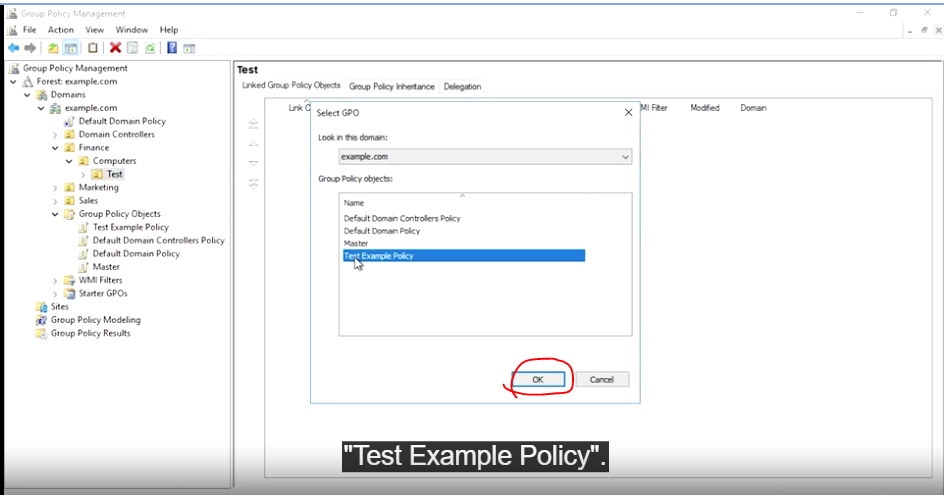 Group Policy Management
File Action View Window Help
Group Policy Management
Forest: example.com
Domains
example.com
Default Domain Policy
Domain Controllers
Finance
Computers
Test
Marketing
Sales
Group Policy Objects
Test Example Policy
Default Domain Controllers Policy
Default Domain Policy
Master
WMI Filters
Starter GPOs
Sites
Group Policy Modeling
Group Policy Results
Test
Linked Group Policy Objects Group Policy Inheritance Delegation
Link MI Filter Modified Domain
Select GPO
Look in this domain:
example.com
Group Policy objects:
Name
Default Domain Controllers Policy
Default Domain Policy
Master
Test Example Policy
OK Cancel
"Test Example Policy".